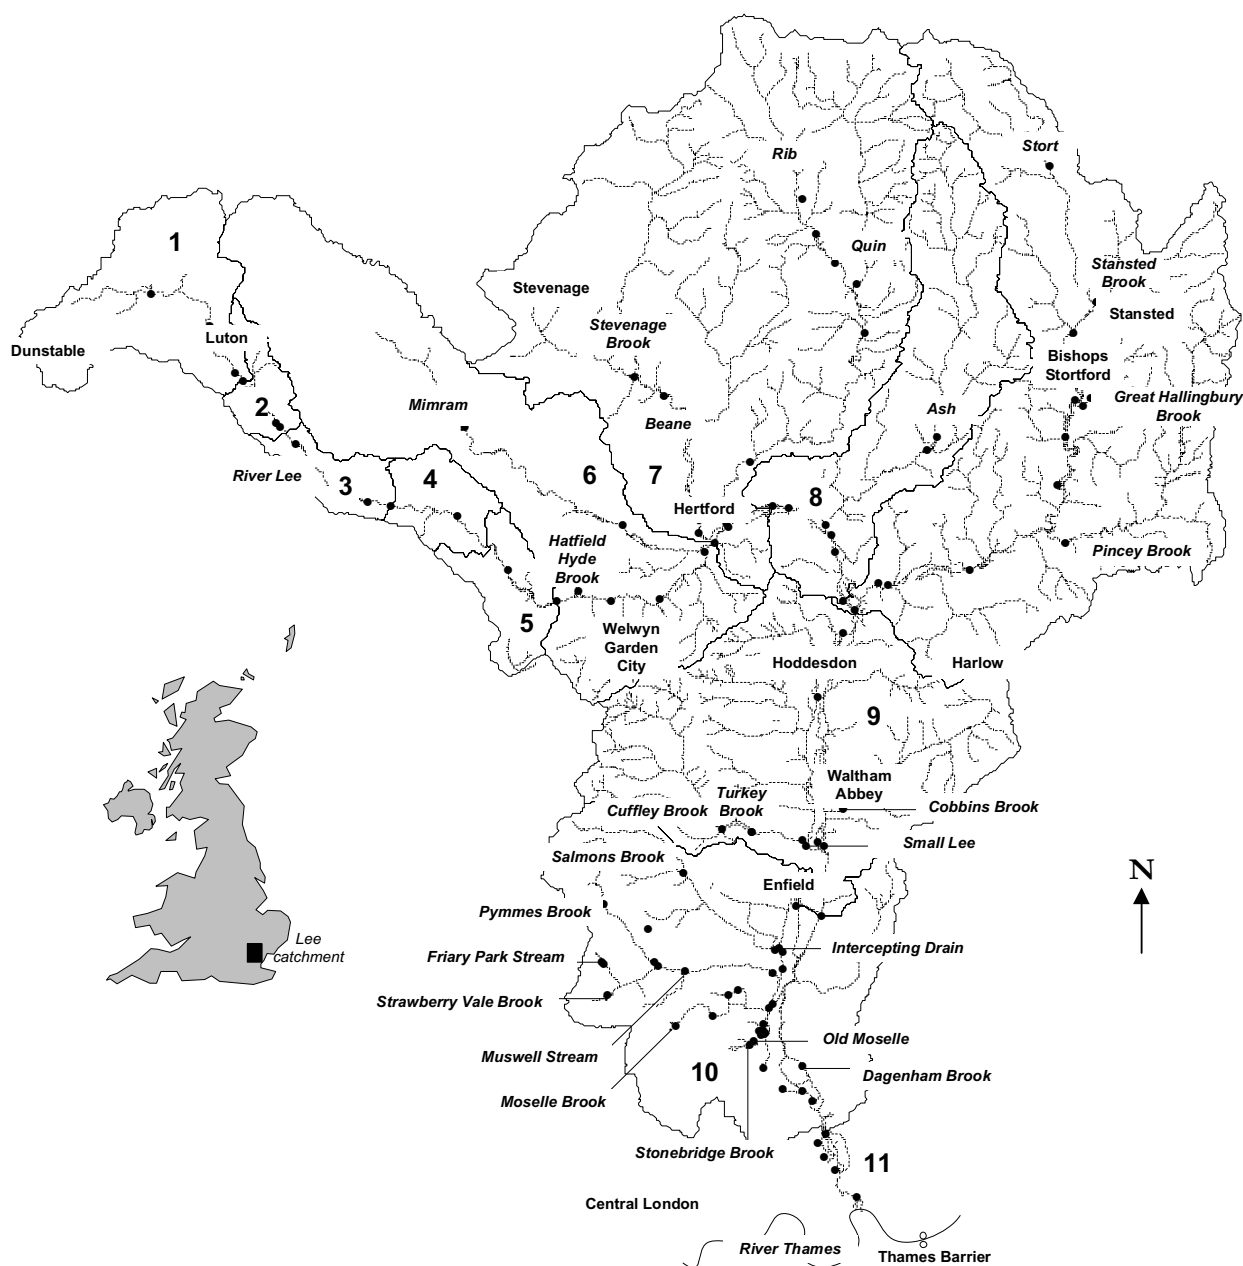 Rib
Stort
1
Quin
Stansted
Brook
Stevenage
Stansted
Stevenage
Brook
Luton
Dunstable
Bishops
Stortford
2
Mimram
Beane
Ash
Great Hallingbury
Brook
River Lee
3
4
6
7
8
Hertford
Hatfield
Hyde
Brook
Pincey Brook
5
Welwyn
Garden
City
Hoddesdon
Harlow
9
Waltham
Abbey
Turkey
Brook
Cuffley Brook
Cobbins Brook
Small Lee
Salmons Brook
Enfield
N
Pymmes Brook
Lee
catchment
Intercepting Drain
Friary Park Stream
Strawberry Vale Brook
Old Moselle
Muswell Stream
10
Dagenham Brook
Moselle Brook
Stonebridge Brook
11
Central London
River Thames
Thames Barrier